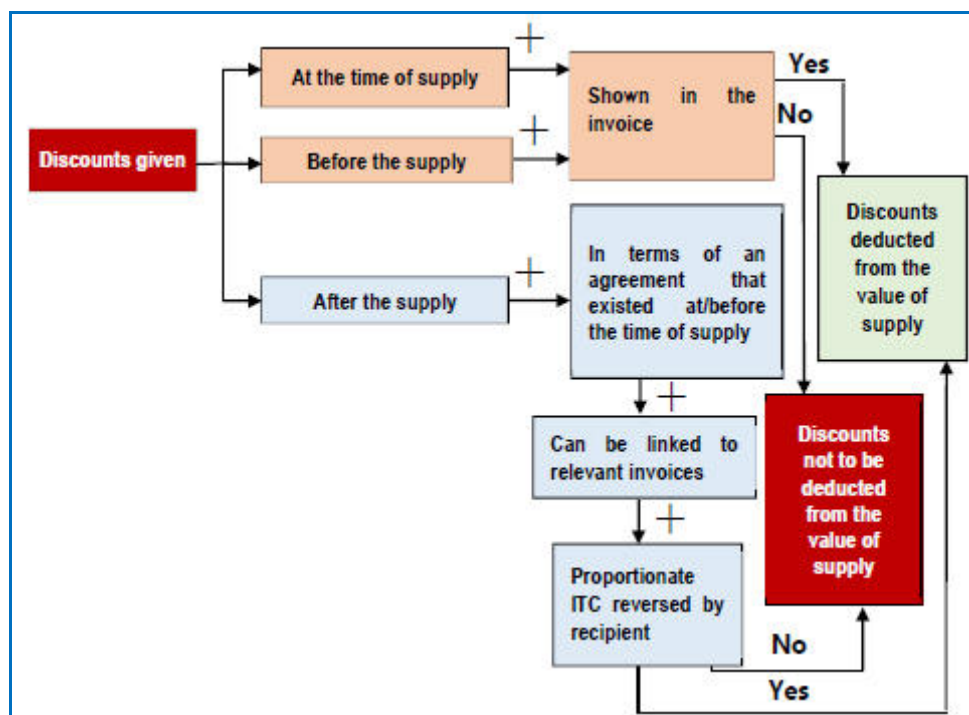 At the time of supply
+
Shown in the
invoice
Yes
No
Discounts given
Before the supply
+
Discounts
deducted
from the
value of
supply
After the supply
+
In terms of an
agreement that
existed at/before
the time of supply
+
Can be linked to
relevant invoices
Discounts
not to be
deducted
from the
value of
supply
+
Proportionate
ITC reversed by
recipient
No
Yes